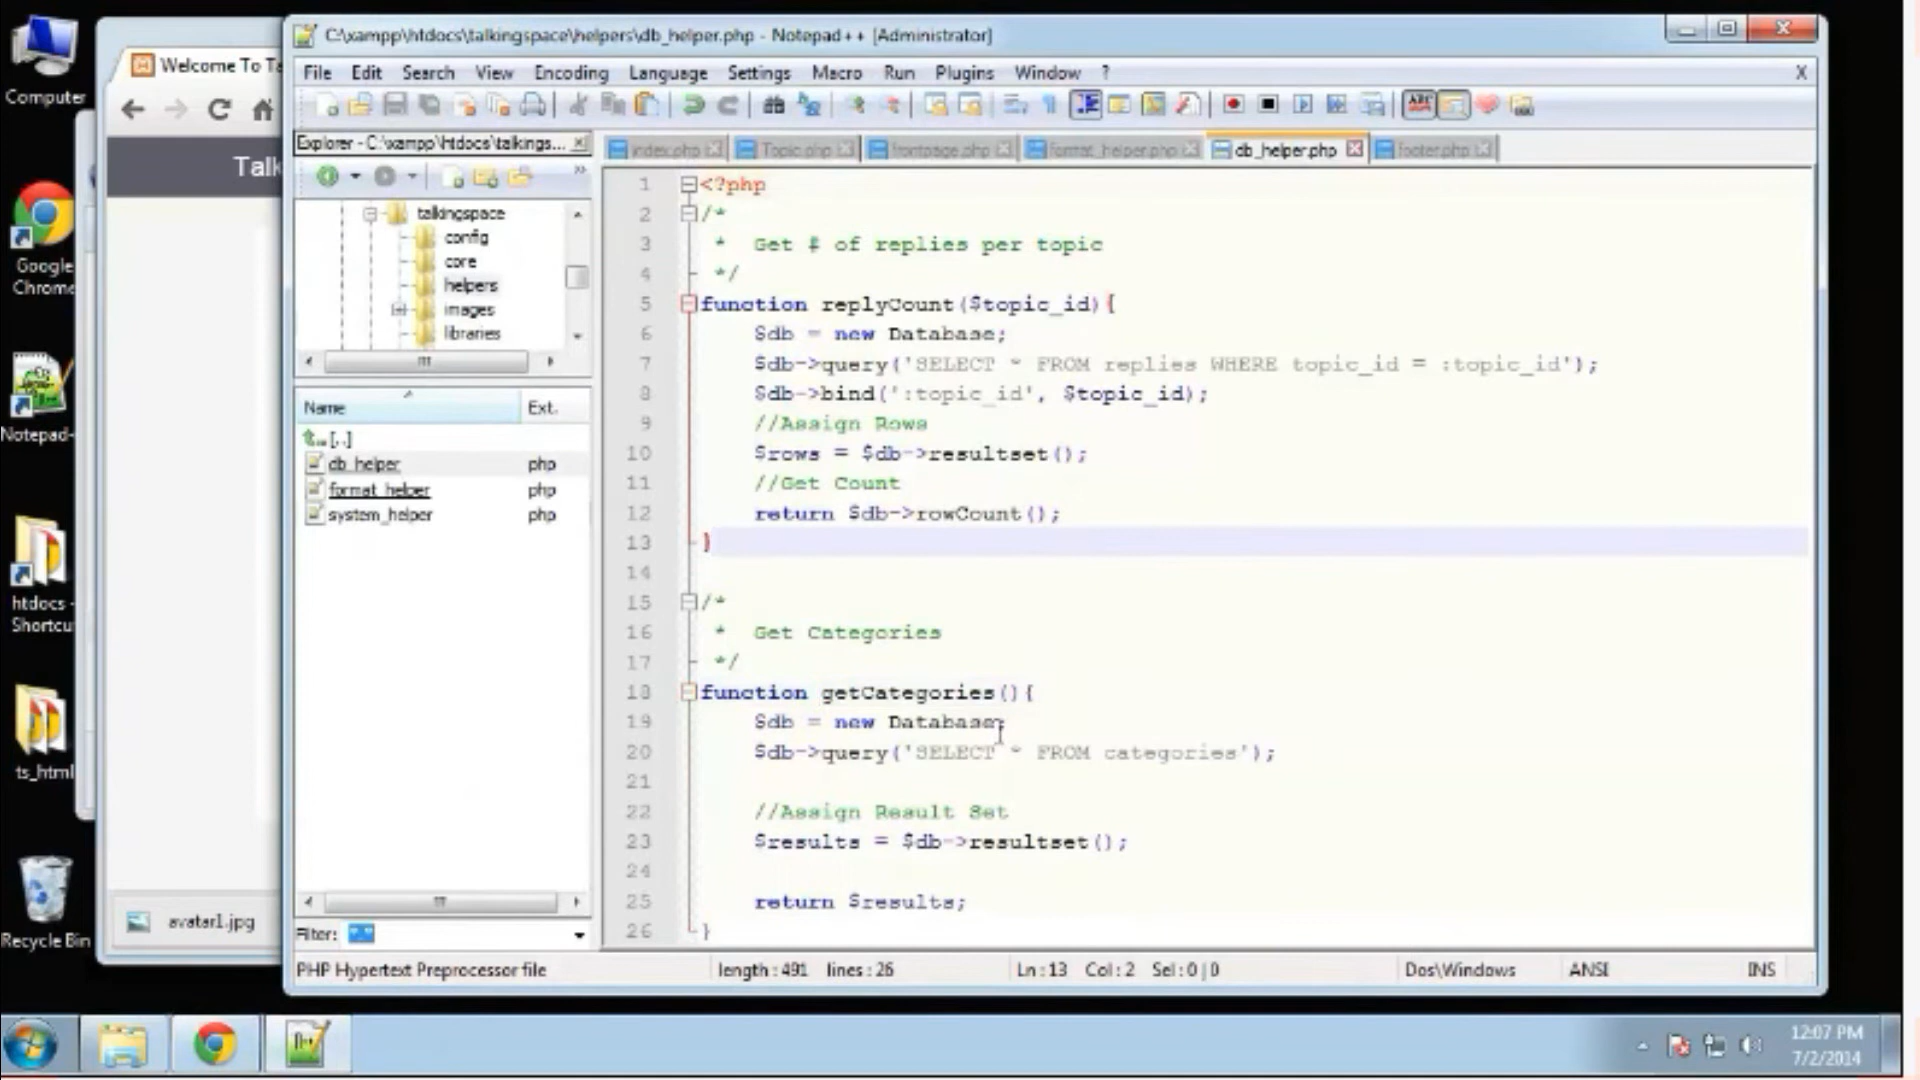 Computer
Google
Chrome
Notepad-
htdocs -
Shortcu
ts_html
Recycle Bin
Welcome To Ta
Talk
avatar1.jpg
C:\xampp\htdocs\talkingspace\helpers\db_helper.php - Notepad++ [Administrator]
File Edit Search View Encoding Language Settings Macro Run Plugins Window ? X
Explorer - C:\xampp\htdocs\talkings...
talkingspace
config
core
helpers
images
libraries
Name Ext.
[..]
db_helper php
format_helper php
system_helper php
Filter:
index.php Topic.php frontpage.php format_helper.php db_helper.php footer.php
1 <?php
2 /*
3 * Get # of replies per topic
4 */
5 function replyCount($topic_id){
6 $db = new Database;
7 $db->query('SELECT * FROM replies WHERE topic_id = :topic_id');
8 $db->bind(':topic_id', $topic_id);
9 //Assign Rows
10 $rows = $db->resultset();
11 //Get Count
12 return $db->rowCount();
13 }
14
15 /*
16 * Get Categories
17 */
18 function getCategories(){
19 $db = new Database;
20 $db->query('SELECT * FROM categories');
21
22 //Assign Result Set
23 $results = $db->resultset();
24
25 return $results;
26 }
PHP Hypertext Preprocessor file length : 491 lines : 26 Ln : 13 Col : 2 Sel : 0 | 0 Dos\Windows ANSI INS
12:07 PM
7/2/2014